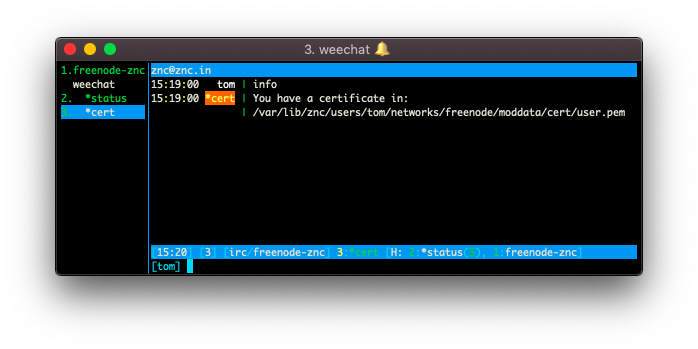 3. weechat 🔔
1.freenode-znc
weechat
2. *status
*cert
znc@znc.in
15:19:00 tom | info
15:19:00 *cert | You have a certificate in:
| /var/lib/znc/users/tom/networks/freenode/moddata/cert/user.pem
[15:20] [3] [irc/freenode-znc] 3:*cert [H: 2:*status(5), 1:freenode-znc]
[tom]